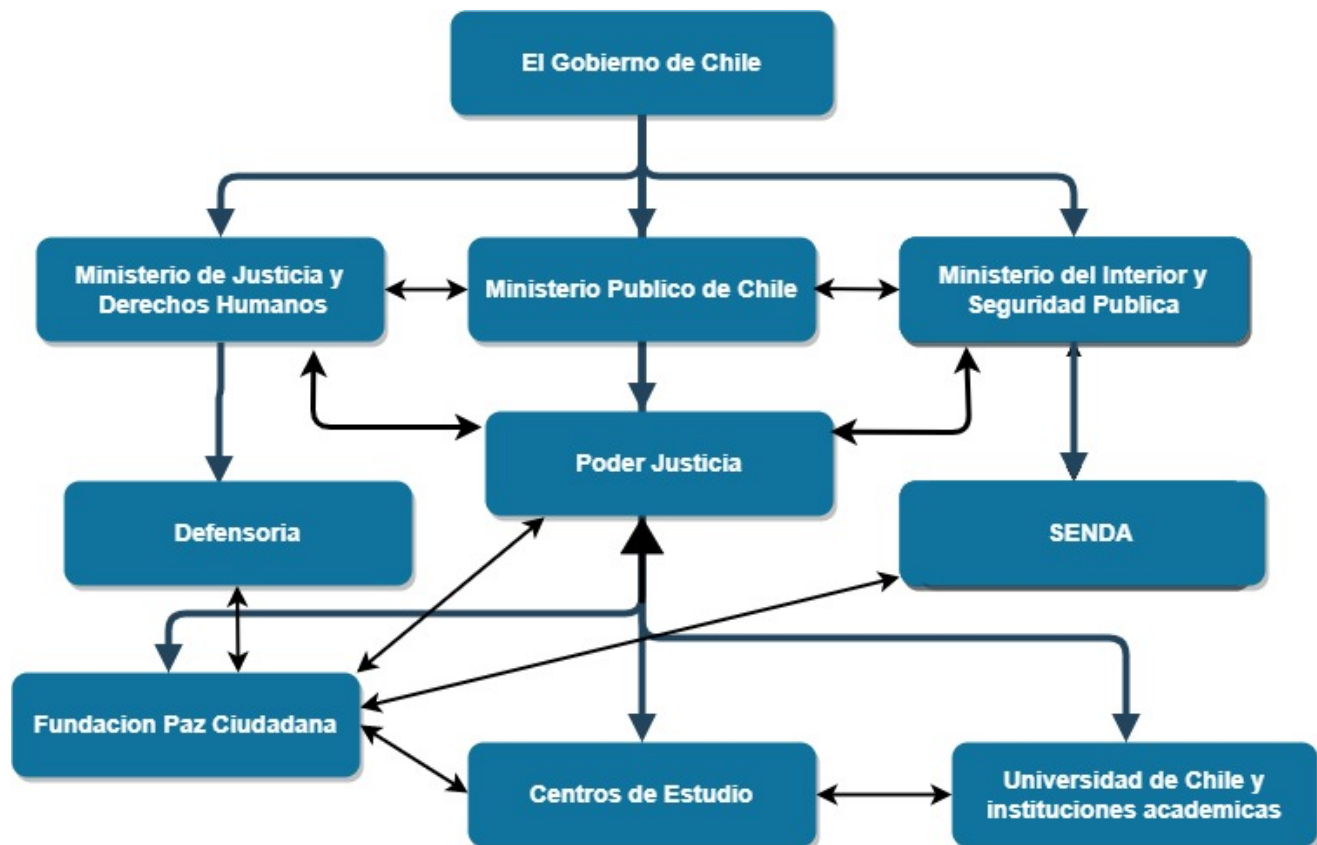 El Gobierno de Chile
Ministerio de Justicia y
Derechos Humanos
Ministerio Publico de Chile
Ministerio del Interior y
Seguridad Publica
Poder Justicia
Defensoria
SENDA
Fundacion Paz Ciudadana
Centros de Estudio
Universidad de Chile y
instituciones academicas